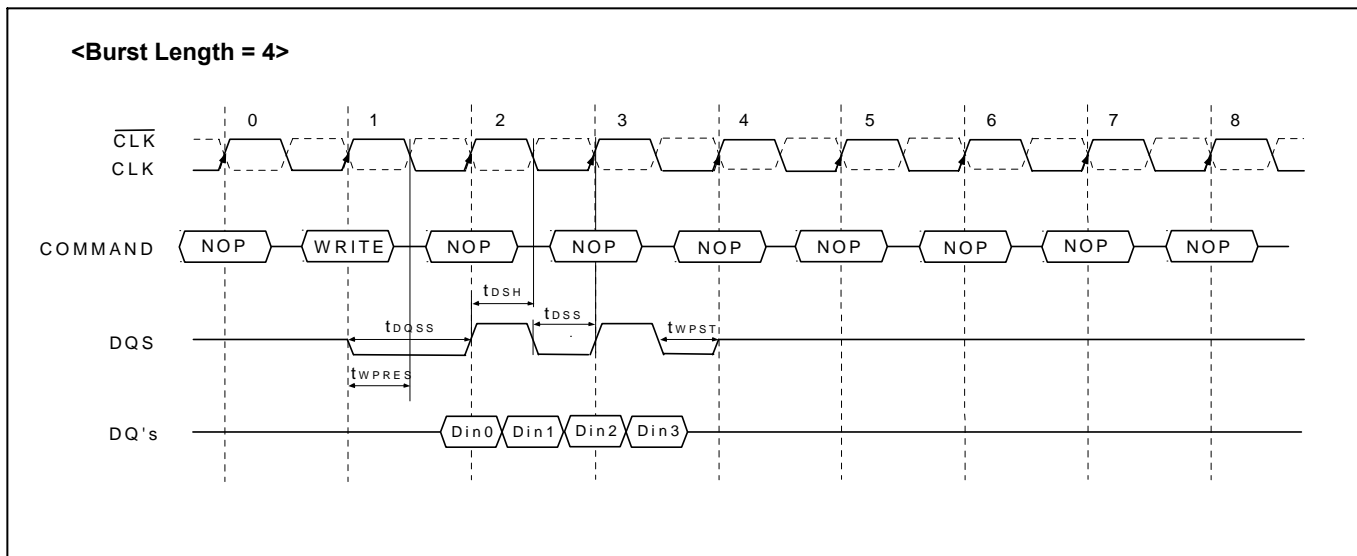 <Burst Length = 4>
0 1 2 3 4 5 6 7 8
CLK
CLK
COMMAND NOP WRITE NOP NOP NOP NOP NOP NOP NOP
tDSH
tDQSS tDSS tWPST
DQS
tWPRES
DQ's Din0 Din1 Din2 Din3